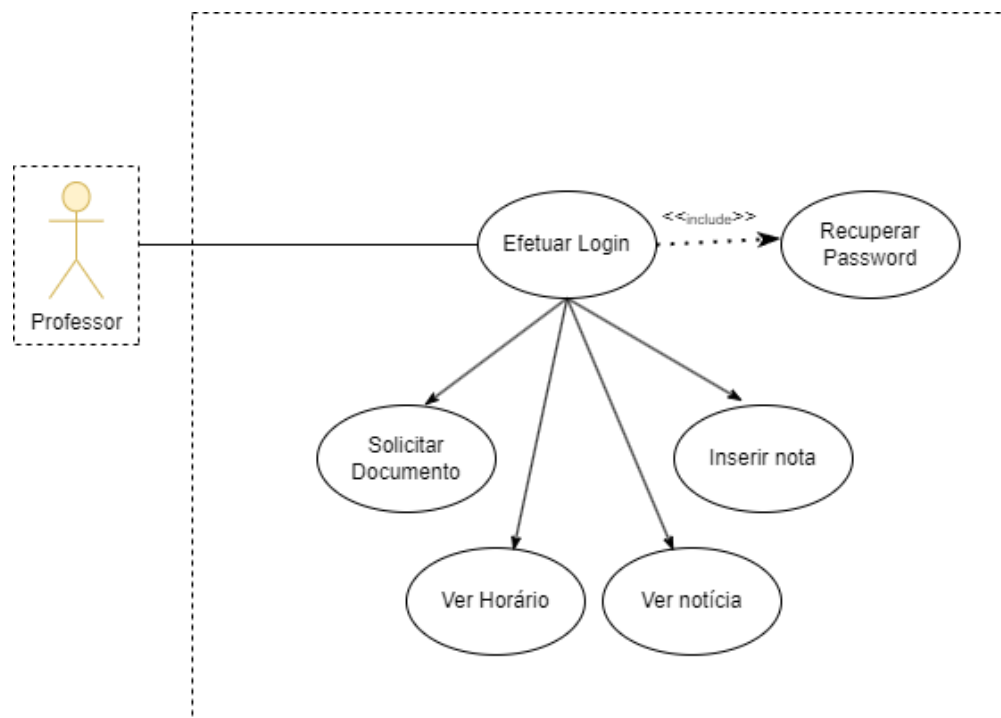 Efetuar Login
<<include>>
Recuperar
Password
Professor
Solicitar
Documento
Inserir nota
Ver Horário
Ver notícia